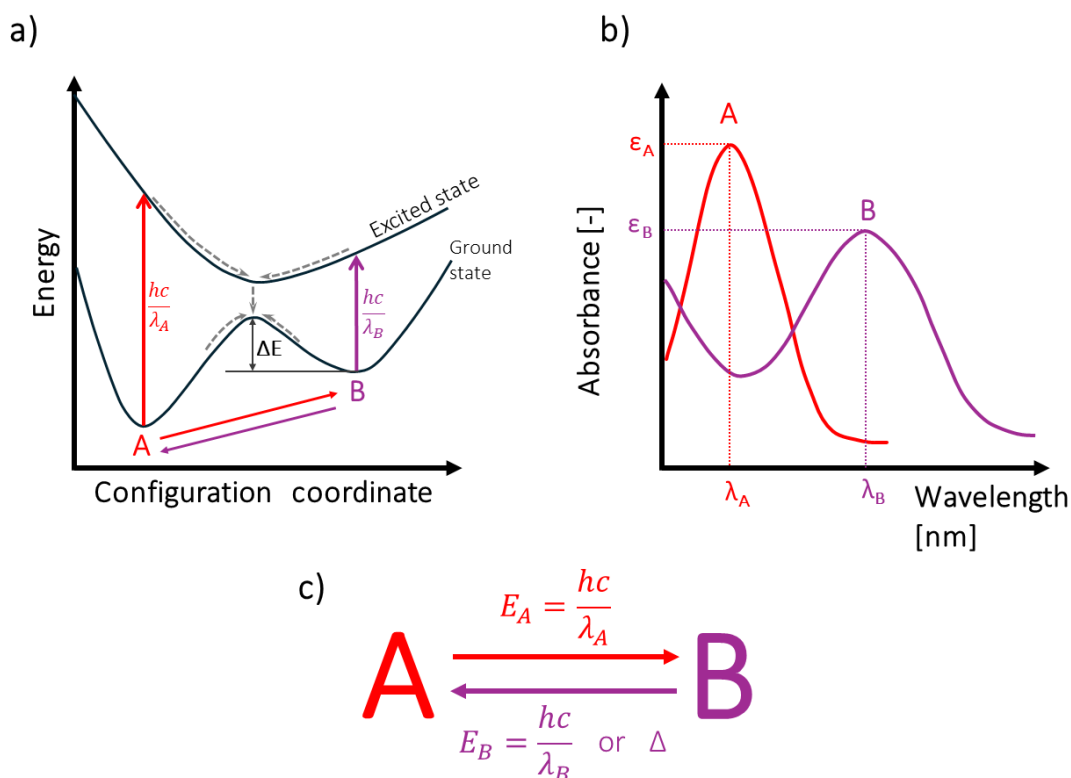 a)
Energy
Excited state
Ground
state
hc
λA
hc
λB
ΔE
A
B
Configuration coordinate
b)
Absorbance [-]
εA
εB
A
B
λA
λB
Wavelength
[nm]
c)
A
EA = hc
λA
B
EB = hc or Δ
λB